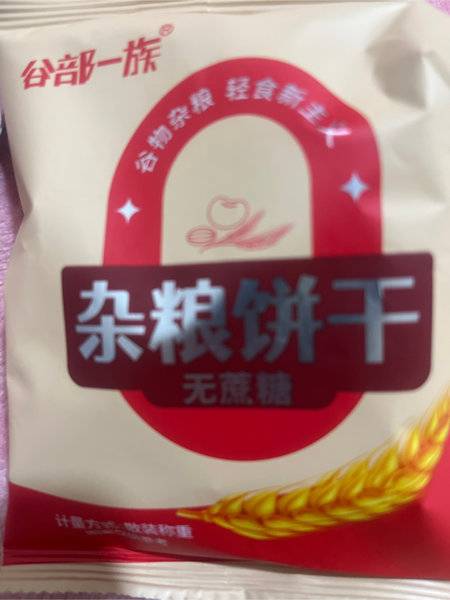 谷部一族®
谷物杂粮 轻食新主义
杂粮饼干
无蔗糖
计量方式:散装称重